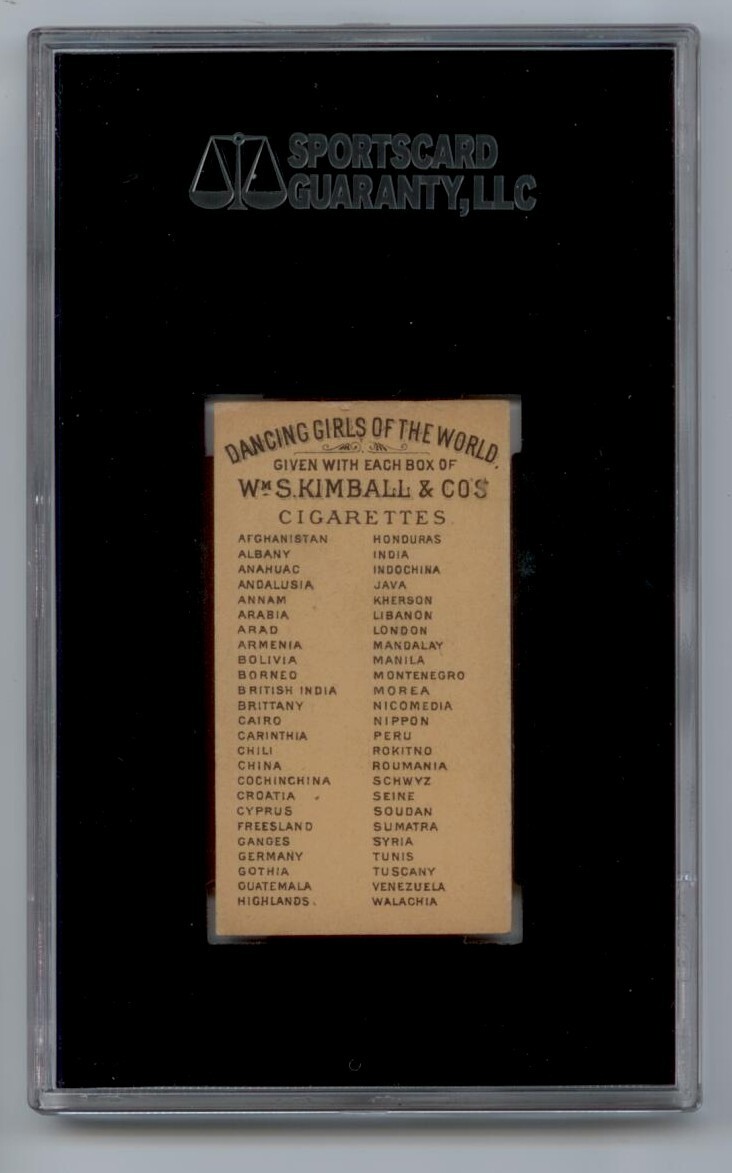 SPORTSCARD
GUARANTY, LLC
DANCING GIRLS OF THE WORLD.
GIVEN WITH EACH BOX OF
Wᴹ S. KIMBALL & CO'S
CIGARETTES
AFGHANISTAN
ALBANY
ANAHUAC
ANDALUSIA
ANNAM
ARABIA
ARAD
ARMENIA
BOLIVIA
BORNEO
BRITISH INDIA
BRITTANY
CAIRO
CARINTHIA
CHILI
CHINA
COCHINCHINA
CROATIA
CYPRUS
FREESLAND
GANGES
GERMANY
GOTHIA
GUATEMALA
HIGHLANDS.
HONDURAS
INDIA
INDOCHINA
JAVA
KHERSON
LIBANON
LONDON
MANDALAY
MANILA
MONTENEGRO
MOREA
NICOMEDIA
NIPPON
PERU
ROKITNO
ROUMANIA
SCHWYZ
SEINE
SOUDAN
SUMATRA
SYRIA
TUNIS
TUSCANY
VENEZUELA
WALACHIA